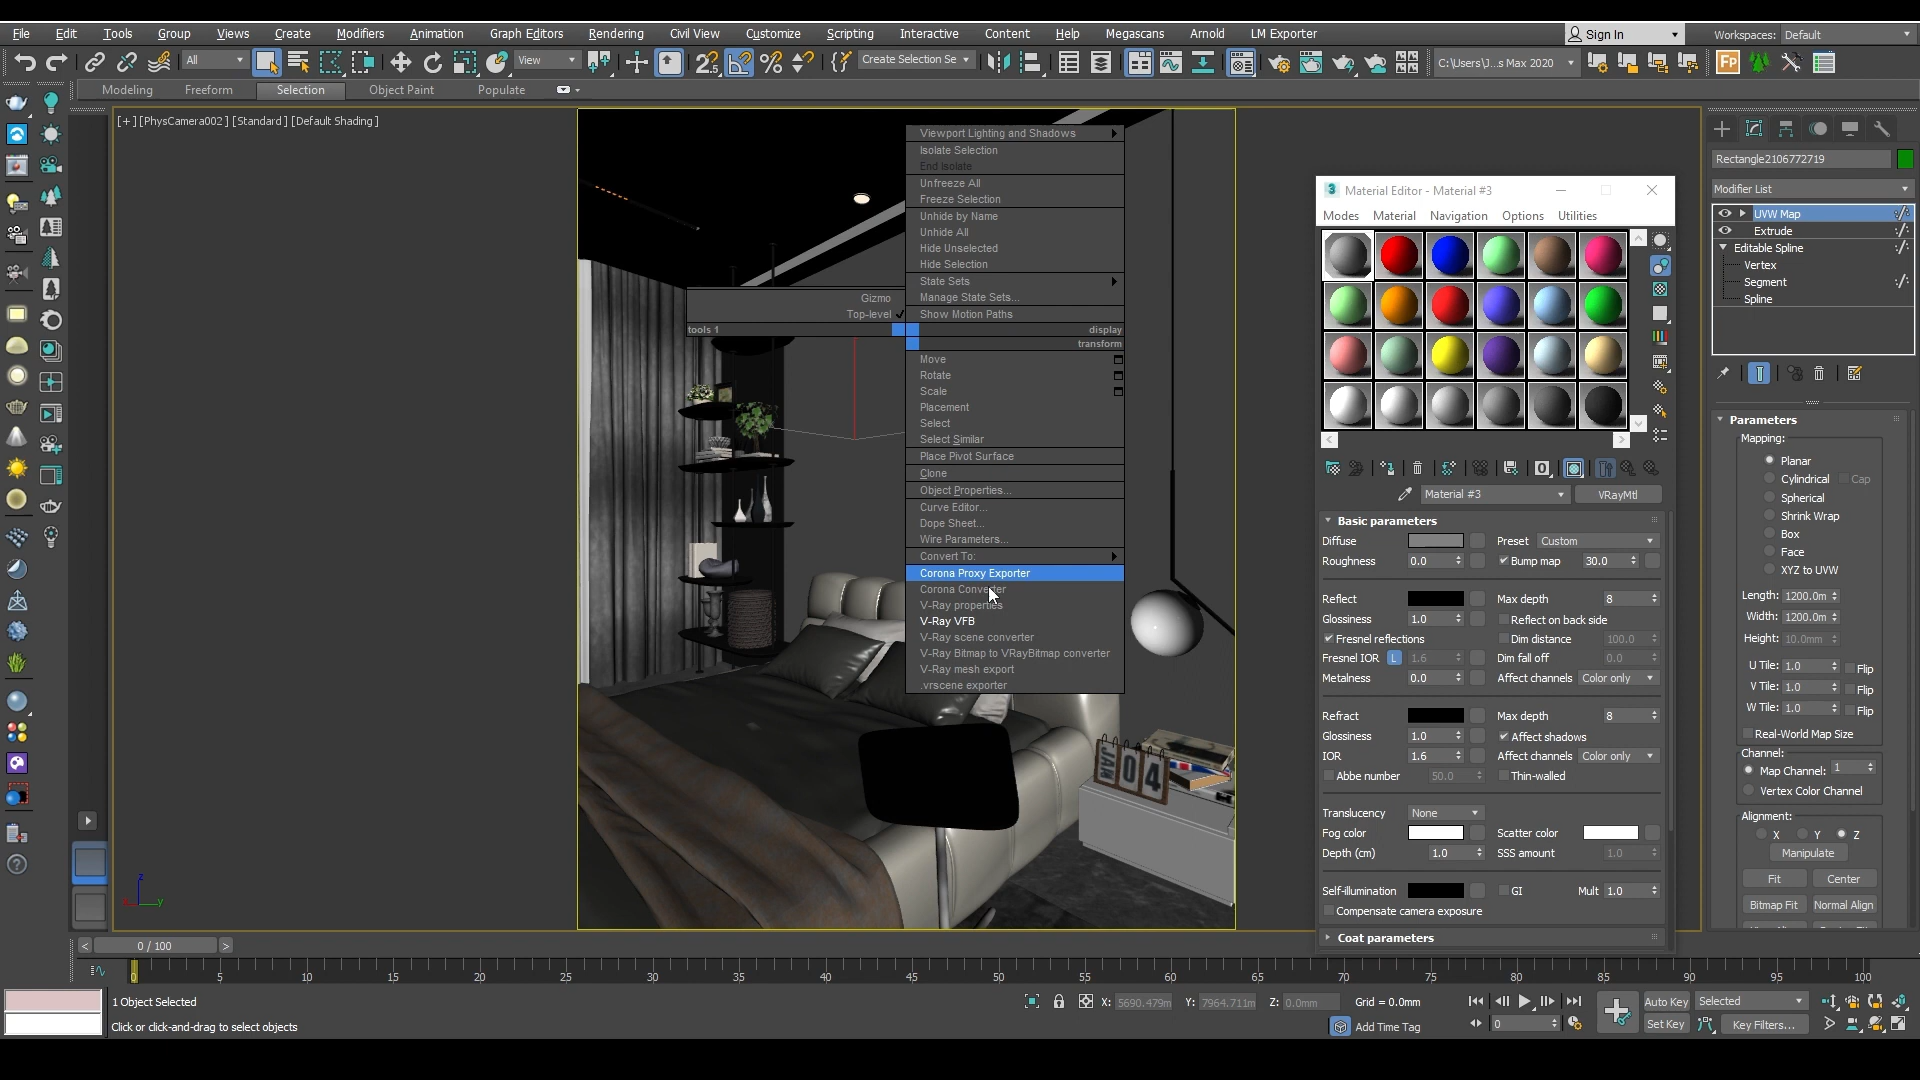 File Edit Tools Group Views Create Modifiers Animation Graph Editors Rendering Civil View Customize Scripting Interactive Content Help Megascans Arnold LM Exporter
Sign In
Workspaces: Default
All
View
Create Selection Se
C:\Users\J...s Max 2020
Modeling Freeform Selection Object Paint Populate
[+] [PhysCamera002] [Standard] [Default Shading]
Viewport Lighting and Shadows
Isolate Selection
End Isolate
Unfreeze All
Freeze Selection
Unhide by Name
Unhide All
Hide Unselected
Hide Selection
State Sets
Manage State Sets...
Show Motion Paths
Gizmo
Top-level
tools 1
display
transform
Move
Rotate
Scale
Placement
Select
Select Similar
Place Pivot Surface
Clone
Object Properties...
Curve Editor...
Dope Sheet...
Wire Parameters...
Convert To:
Corona Proxy Exporter
Corona Converter
V-Ray properties
V-Ray VFB
V-Ray scene converter
V-Ray Bitmap to VRayBitmap converter
V-Ray mesh export
.vrscene exporter
JAN
04
3 Material Editor - Material #3
Modes Material Navigation Options Utilities
Material #3
VRayMtl
Basic parameters
Diffuse
Preset Custom
Roughness 0.0
Bump map 30.0
Reflect
Max depth 8
Glossiness 1.0
Reflect on back side
Fresnel reflections
Dim distance 100.0
Fresnel IOR L 1.6
Dim fall off 0.0
Metalness 0.0
Affect channels Color only
Refract
Max depth 8
Glossiness 1.0
Affect shadows
IOR 1.6
Affect channels Color only
Abbe number 50.0
Thin-walled
Translucency None
Fog color
Scatter color
Depth (cm) 1.0
SSS amount 1.0
Self-illumination
GI
Mult 1.0
Compensate camera exposure
Coat parameters
Rectangle2106772719
Modifier List
UVW Map
Extrude
Editable Spline
Vertex
Segment
Spline
Parameters
Mapping:
Planar
Cylindrical Cap
Spherical
Shrink Wrap
Box
Face
XYZ to UVW
Length: 1200.0m
Width: 1200.0m
Height: 10.0mm
U Tile: 1.0 Flip
V Tile: 1.0 Flip
W Tile: 1.0 Flip
Real-World Map Size
Channel:
Map Channel: 1
Vertex Color Channel
Alignment:
X Y Z
Manipulate
Fit Center
Bitmap Fit Normal Align
z
y
0 / 100
0 5 10 15 20 25 30 35 40 45 50 55 60 65 70 75 80 85 90 95 100
1 Object Selected
Click or click-and-drag to select objects
X: 5690.479m Y: 7964.711m Z: 0.0mm
Grid = 0.0mm
Add Time Tag
0
Auto Key Selected
Set Key Key Filters...